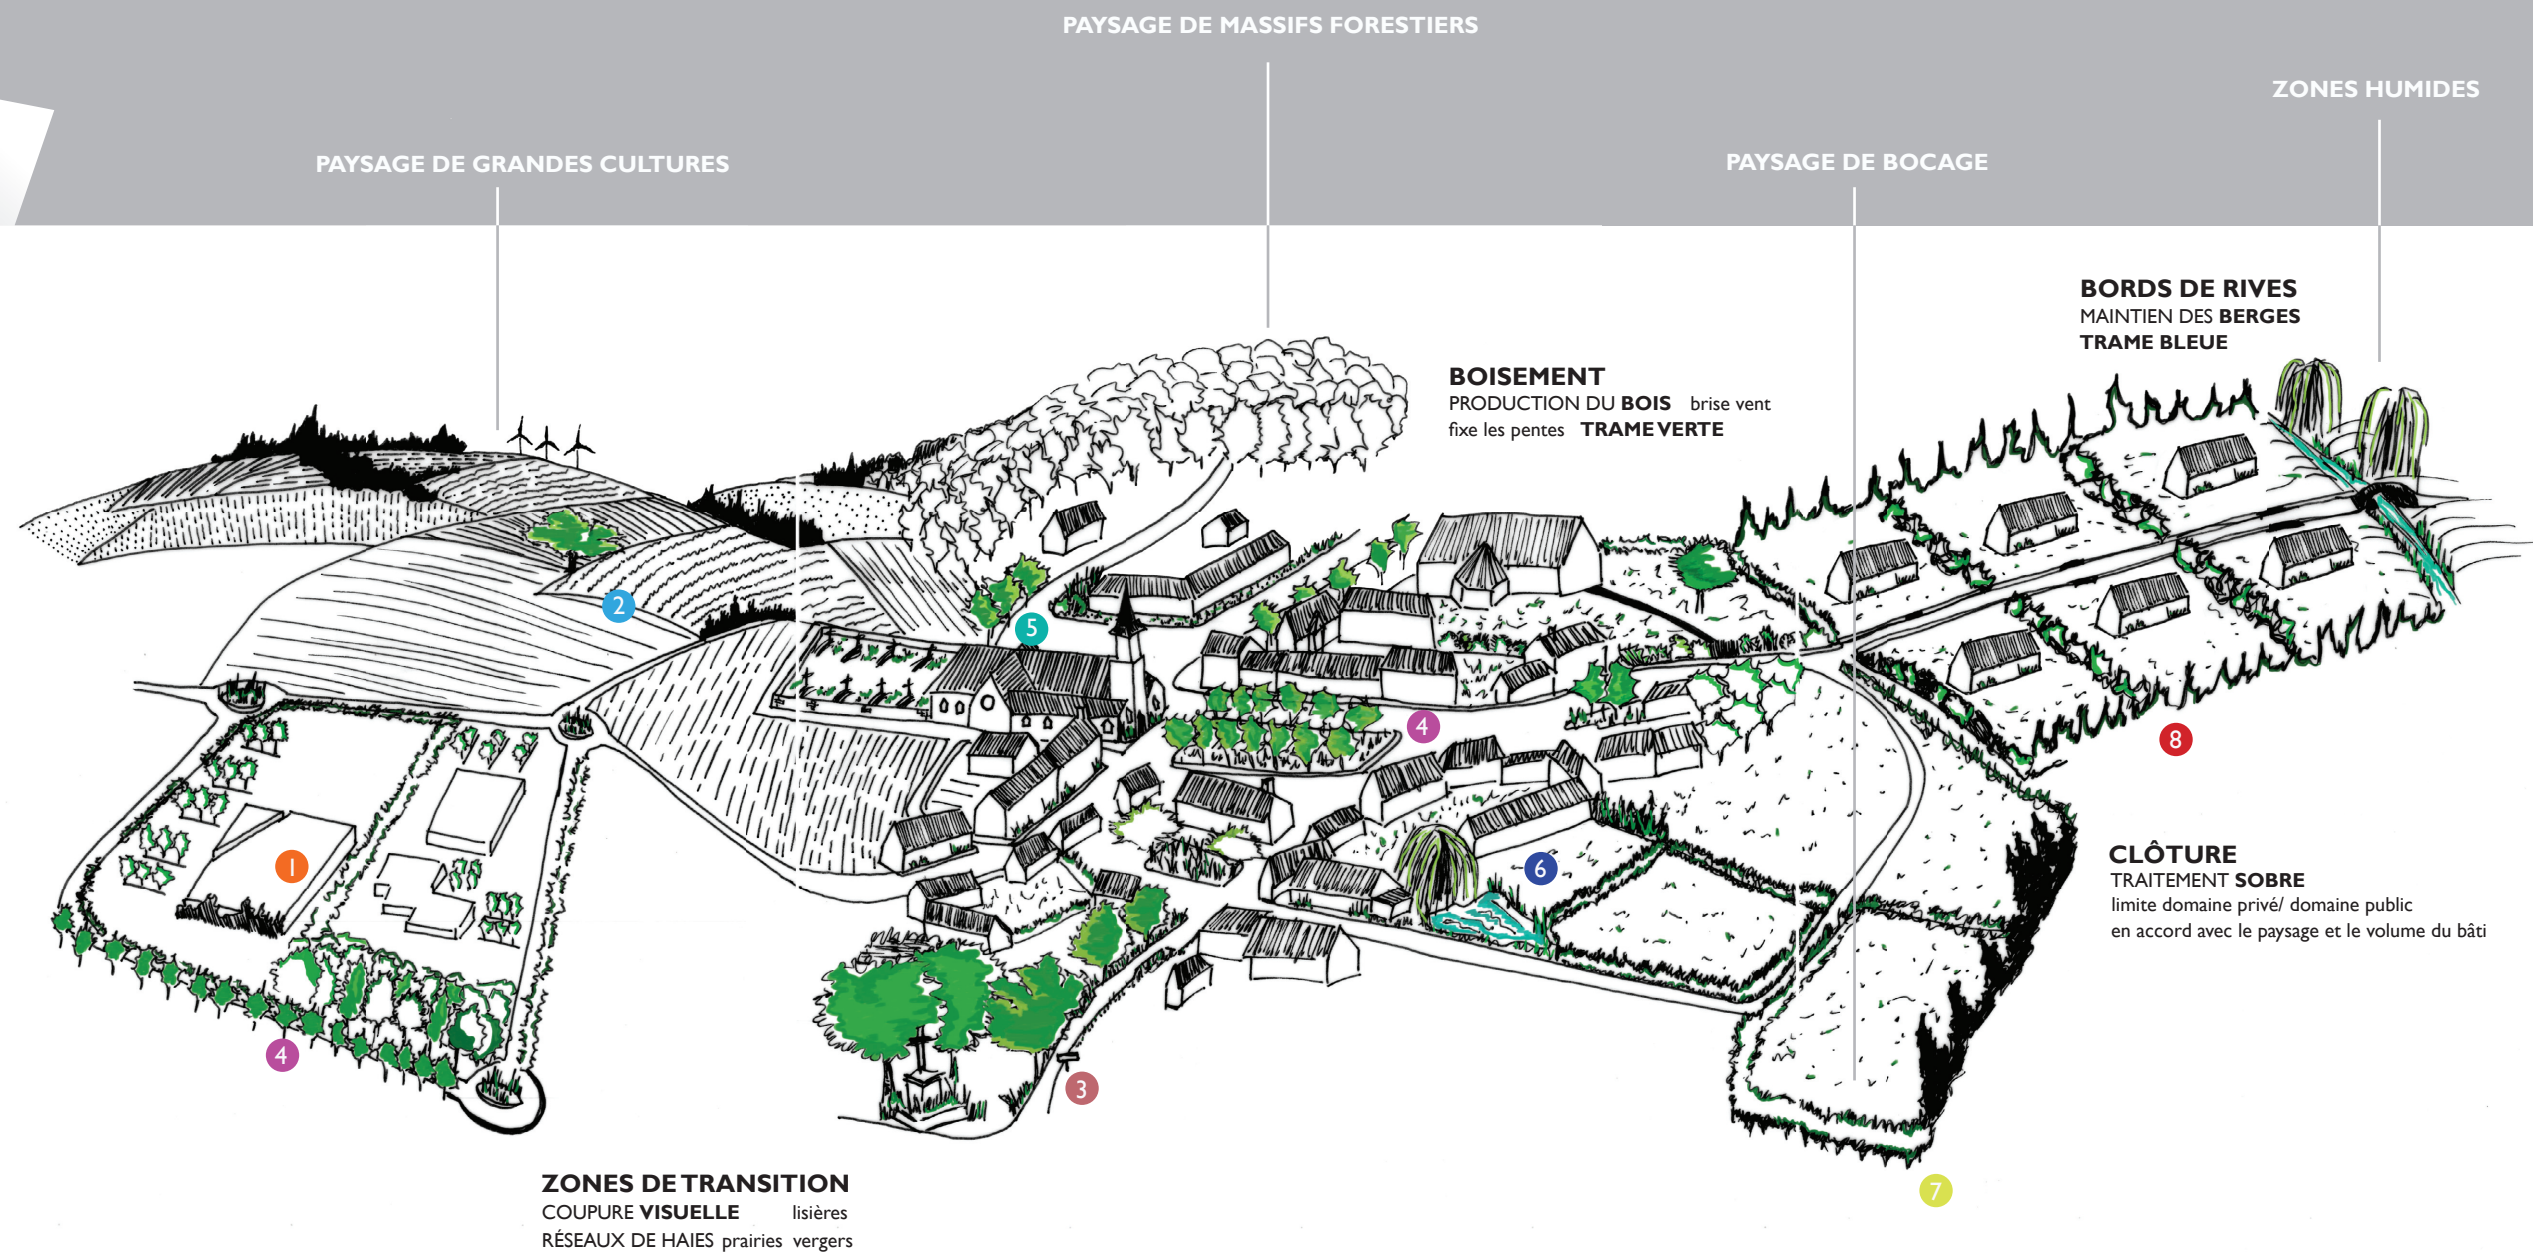 PAYSAGE DE MASSIFS FORESTIERS
ZONES HUMIDES
PAYSAGE DE GRANDES CULTURES
PAYSAGE DE BOCAGE
BORDS DE RIVES
MAINTIEN DES BERGES
TRAME BLEUE
BOISEMENT
PRODUCTION DU BOIS brise vent
fixe les pentes TRAME VERTE
2
5
4
8
1
6
CLÔTURE
TRAITEMENT SOBRE
limite domaine privé/ domaine public
en accord avec le paysage et le volume du bâti
4
3
7
ZONES DE TRANSITION
COUPURE VISUELLE lisières
RÉSEAUX DE HAIES prairies vergers